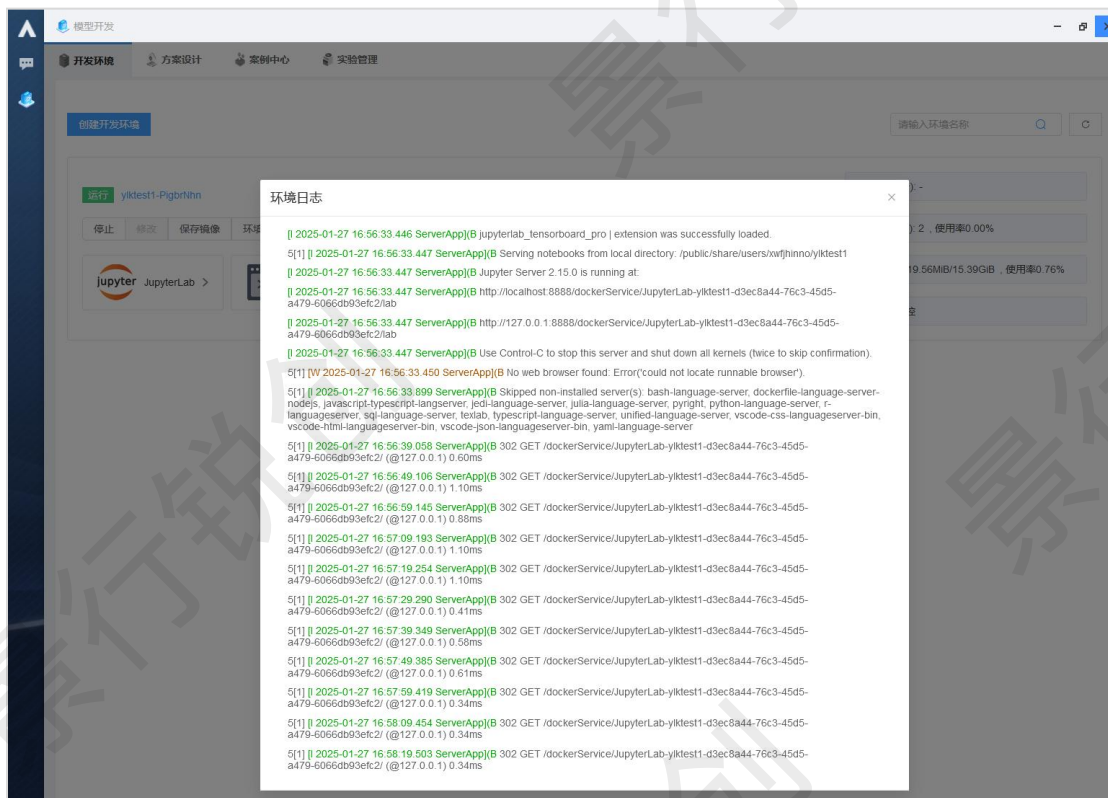 模型开发
开发环境 方案设计 案例中心 实验管理
创建开发环境 请输入环境名称
运行 ylktest1-PigbrNhn
停止 修改 保存镜像
jupyter JupyterLab >
): -
): 2 , 使用率0.00%
19.56MiB/15.39GiB , 使用率0.76%
环境日志
[I 2025-01-27 16:56:33.446 ServerApp](B jupyterlab_tensorboard_pro | extension was successfully loaded.
5[1] [I 2025-01-27 16:56:33.447 ServerApp](B Serving notebooks from local directory: /public/share/users/xwfjhinno/ylktest1
[I 2025-01-27 16:56:33.447 ServerApp](B Jupyter Server 2.15.0 is running at:
[I 2025-01-27 16:56:33.447 ServerApp](B http://localhost:8888/dockerService/JupyterLab-ylktest1-d3ec8a44-76c3-45d5-
a479-6066db93efc2/lab
[I 2025-01-27 16:56:33.447 ServerApp](B http://127.0.0.1:8888/dockerService/JupyterLab-ylktest1-d3ec8a44-76c3-45d5-
a479-6066db93efc2/lab
[I 2025-01-27 16:56:33.447 ServerApp](B Use Control-C to stop this server and shut down all kernels (twice to skip confirmation).
5[1] [W 2025-01-27 16:56:33.450 ServerApp](B No web browser found: Error('could not locate runnable browser').
5[1] [I 2025-01-27 16:56:33.899 ServerApp](B Skipped non-installed server(s): bash-language-server, dockerfile-language-server-
nodejs, javascript-typescript-langserver, jedi-language-server, julia-language-server, pyright, python-language-server, r-
languageserver, sql-language-server, texlab, typescript-language-server, unified-language-server, vscode-css-languageserver-bin,
vscode-html-languageserver-bin, vscode-json-languageserver-bin, yaml-language-server
5[1] [I 2025-01-27 16:56:39.058 ServerApp](B 302 GET /dockerService/JupyterLab-ylktest1-d3ec8a44-76c3-45d5-
a479-6066db93efc2/ (@127.0.0.1) 0.60ms
5[1] [I 2025-01-27 16:56:49.106 ServerApp](B 302 GET /dockerService/JupyterLab-ylktest1-d3ec8a44-76c3-45d5-
a479-6066db93efc2/ (@127.0.0.1) 1.10ms
5[1] [I 2025-01-27 16:56:59.145 ServerApp](B 302 GET /dockerService/JupyterLab-ylktest1-d3ec8a44-76c3-45d5-
a479-6066db93efc2/ (@127.0.0.1) 0.88ms
5[1] [I 2025-01-27 16:57:09.193 ServerApp](B 302 GET /dockerService/JupyterLab-ylktest1-d3ec8a44-76c3-45d5-
a479-6066db93efc2/ (@127.0.0.1) 1.10ms
5[1] [I 2025-01-27 16:57:19.254 ServerApp](B 302 GET /dockerService/JupyterLab-ylktest1-d3ec8a44-76c3-45d5-
a479-6066db93efc2/ (@127.0.0.1) 1.10ms
5[1] [I 2025-01-27 16:57:29.290 ServerApp](B 302 GET /dockerService/JupyterLab-ylktest1-d3ec8a44-76c3-45d5-
a479-6066db93efc2/ (@127.0.0.1) 0.41ms
5[1] [I 2025-01-27 16:57:39.349 ServerApp](B 302 GET /dockerService/JupyterLab-ylktest1-d3ec8a44-76c3-45d5-
a479-6066db93efc2/ (@127.0.0.1) 0.58ms
5[1] [I 2025-01-27 16:57:49.385 ServerApp](B 302 GET /dockerService/JupyterLab-ylktest1-d3ec8a44-76c3-45d5-
a479-6066db93efc2/ (@127.0.0.1) 0.61ms
5[1] [I 2025-01-27 16:57:59.419 ServerApp](B 302 GET /dockerService/JupyterLab-ylktest1-d3ec8a44-76c3-45d5-
a479-6066db93efc2/ (@127.0.0.1) 0.34ms
5[1] [I 2025-01-27 16:58:09.454 ServerApp](B 302 GET /dockerService/JupyterLab-ylktest1-d3ec8a44-76c3-45d5-
a479-6066db93efc2/ (@127.0.0.1) 0.34ms
5[1] [I 2025-01-27 16:58:19.503 ServerApp](B 302 GET /dockerService/JupyterLab-ylktest1-d3ec8a44-76c3-45d5-
a479-6066db93efc2/ (@127.0.0.1) 0.34ms
景行锐创